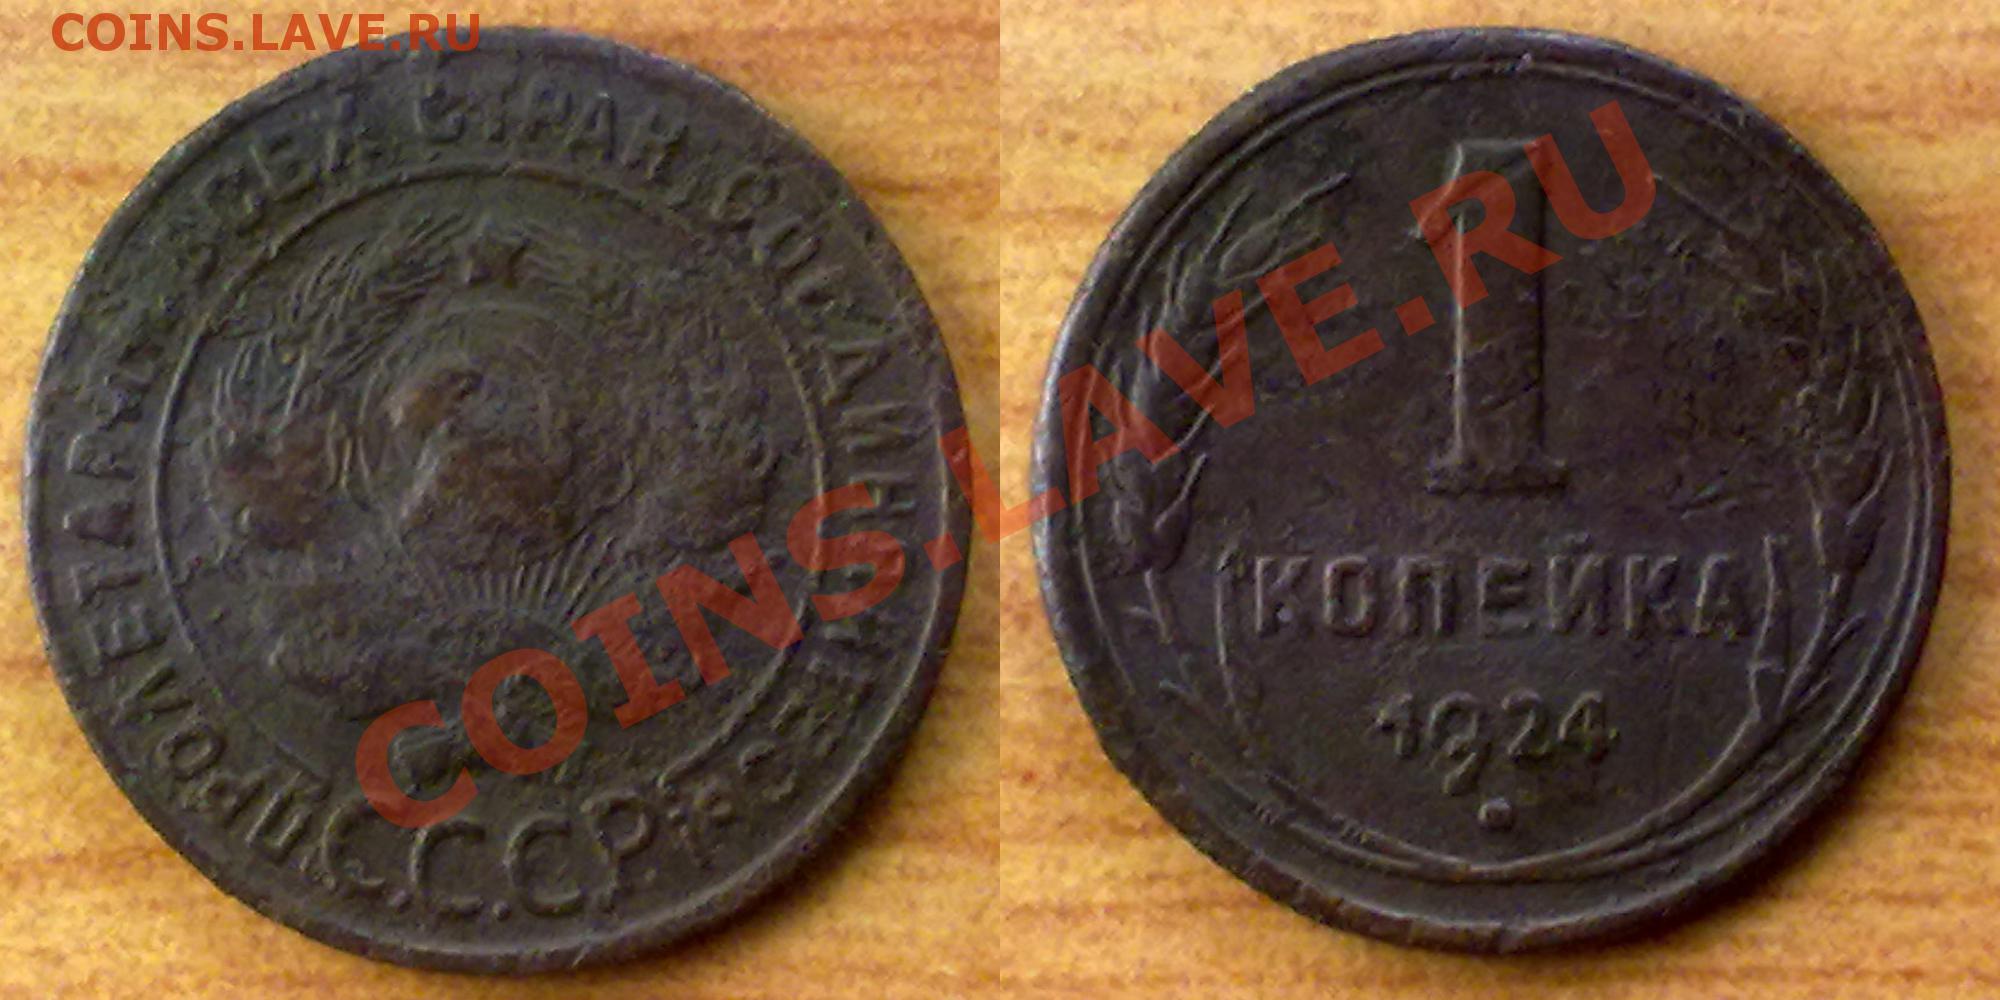 COINS.LAVE.RU
ПРОЛЕТАРИИ ВСЕХ СТРАН, СОЕДИНЯЙТЕСЬ!
С.С.С.Р.
1
КОПЕЙКА
1924
COINS.LAVE.RU